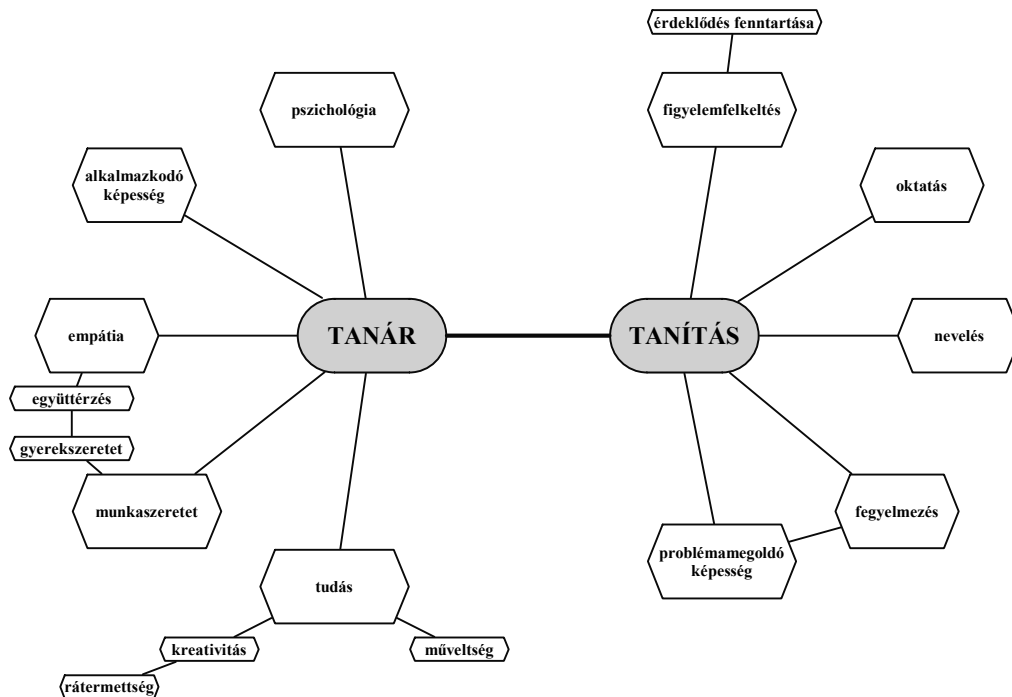 érdeklődés fenntartása
pszichológia
figyelemfelkeltés
alkalmazkodó
képesség
oktatás
empátia
TANÁR
TANÍTÁS
nevelés
együttérzés
gyerekszeretet
munkaszeretet
fegyelmezés
problémamegoldó
képesség
tudás
kreativitás
műveltség
rátermettség